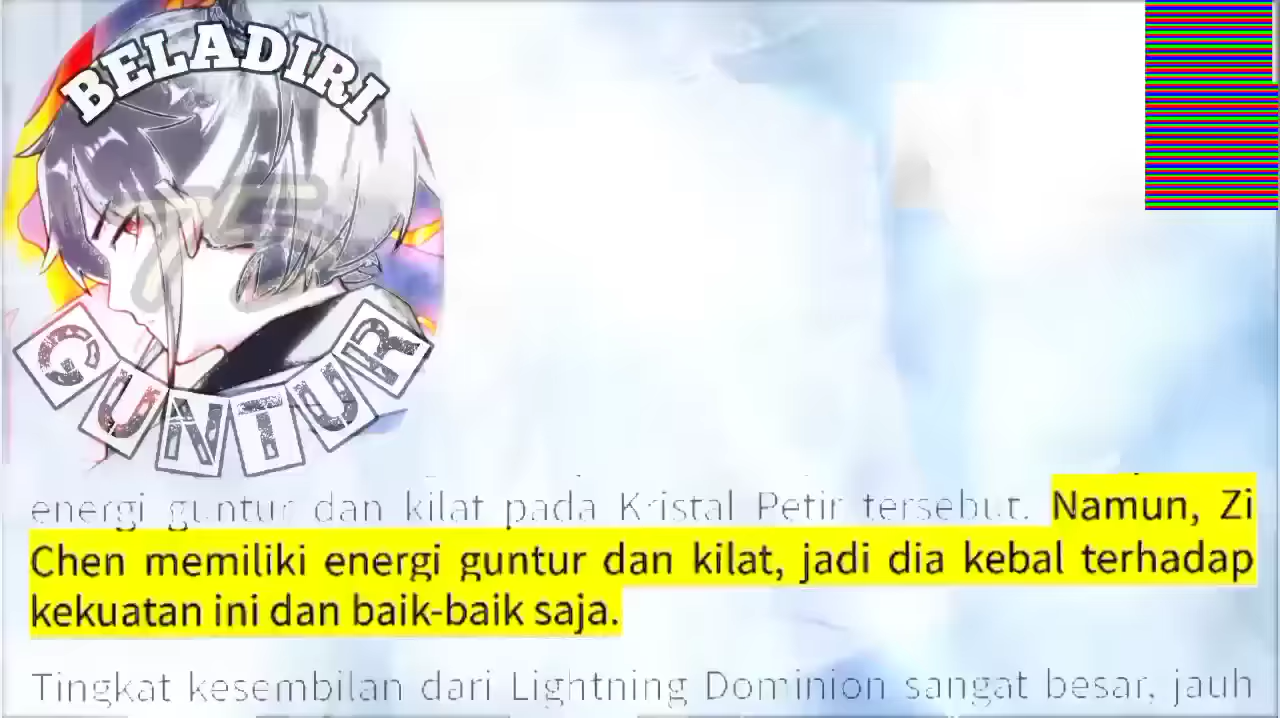 BELADIRI
GUNTUR
energi guntur dan kilat pada Kristal Petir tersebut. Namun, Zi
Chen memiliki energi guntur dan kilat, jadi dia kebal terhadap
kekuatan ini dan baik-baik saja.
Tingkat kesembilan dari Lightning Dominion sangat besar, jauh